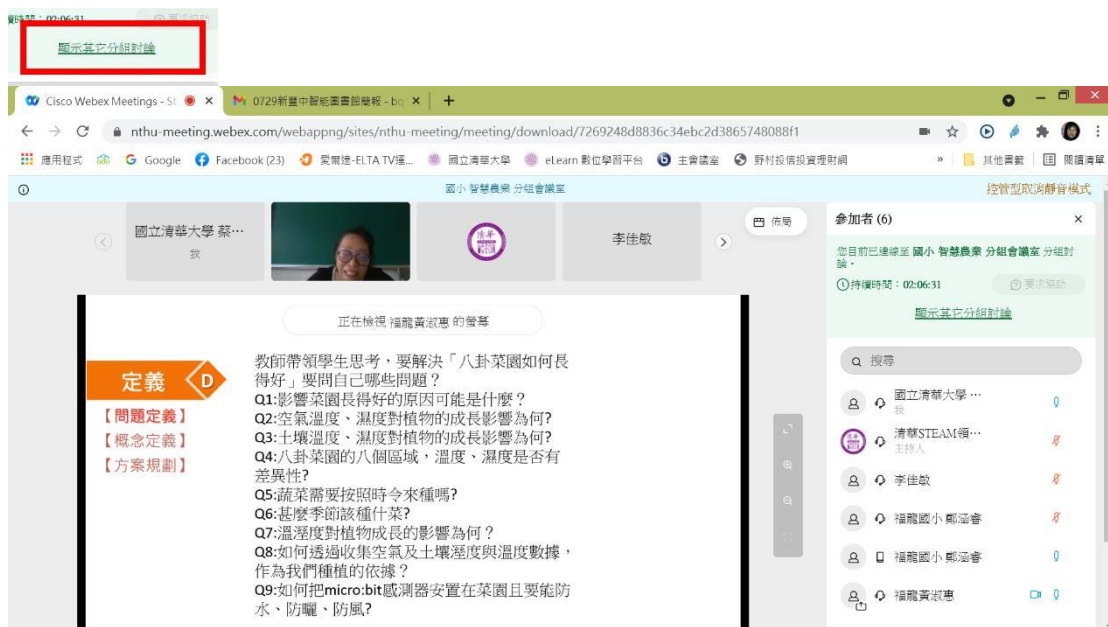 持續時間：02:06:31 要求協助
顯示其它分組討論
Cisco Webex Meetings - St
0729新豐中智能圖書館簡報 - bq
nthu-meeting.webex.com/webappng/sites/nthu-meeting/meeting/download/7269248d8836c34ebc2d3865748088f1
應用程式 Google Facebook (23) 愛爾達-ELTA TV運... 國立清華大學 eLearn 數位學習平台 主會議室 野村投信投資理財網 » 其他書籤 閱讀清單
國小 智慧農業 分組會議室
控管型取消靜音模式
國立清華大學 蔡…
我
李佳敏
佈局
正在檢視 福龍黃淑惠 的螢幕
定義 D
【問題定義】
【概念定義】
【方案規劃】
教師帶領學生思考，要解決「八卦菜園如何長
得好」要問自己哪些問題？
Q1:影響菜園長得好的原因可能是什麼？
Q2:空氣溫度、濕度對植物的成長影響為何?
Q3:土壤溫度、濕度對植物的成長影響為何?
Q4:八卦菜園的八個區域，溫度、濕度是否有
差異性?
Q5:蔬菜需要按照時令來種嗎?
Q6:甚麼季節該種什菜?
Q7:溫溼度對植物成長的影響為何？
Q8:如何透過收集空氣及土壤溼度與溫度數據，
作為我們種植的依據？
Q9:如何把micro:bit感測器安置在菜園且要能防
水、防曬、防風?
參加者 (6)
您目前已連線至 國小 智慧農業 分組會議室 分組討
論。
持續時間：02:06:31 要求協助
顯示其它分組討論
搜尋
國立清華大學 …
我
清華STEAM領…
主持人
李佳敏
福龍國小 鄭涵睿
福龍國小 鄭涵睿
福龍黃淑惠